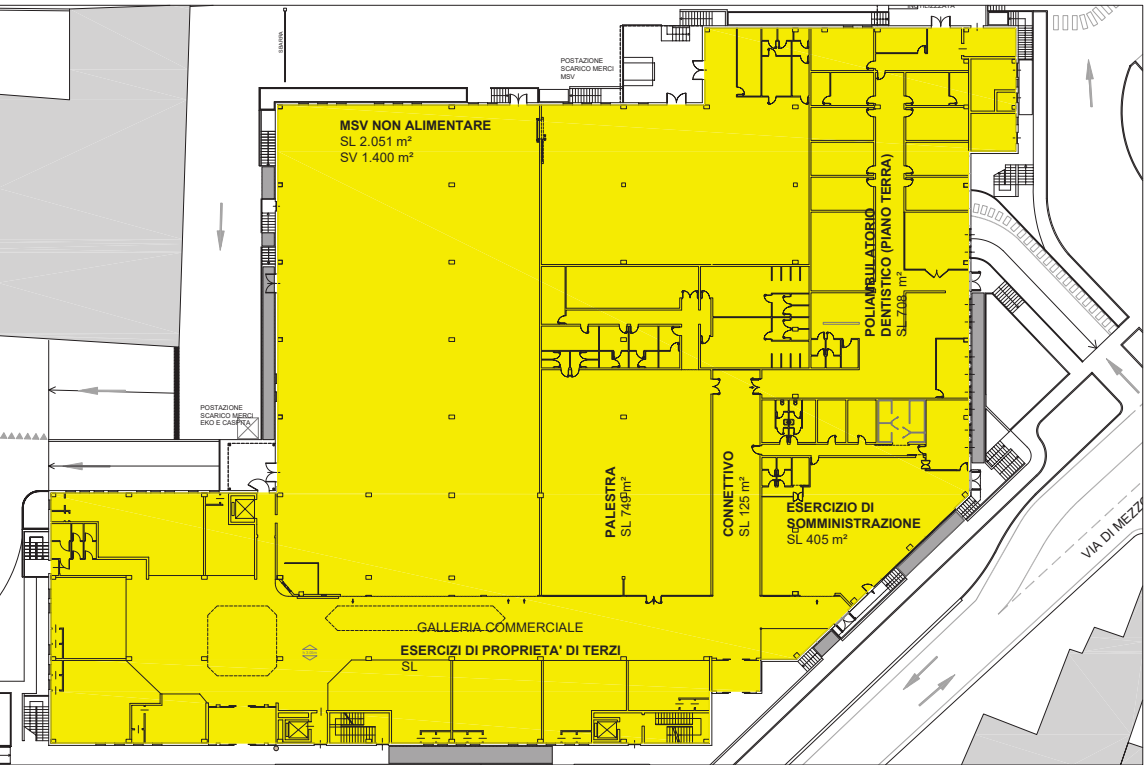 SBARRA
POSTAZIONE
SCARICO MERCI
MSV
MSV NON ALIMENTARE
SL 2.051 m²
SV 1.400 m²
POLIAMBULATORIO
DENTISTICO (PIANO TERRA)
SL 708 m²
POSTAZIONE
SCARICO MERCI
EKO E CASPITA
PALESTRA
SL 749 m²
CONNETTIVO
SL 125 m²
ESERCIZIO DI
SOMMINISTRAZIONE
SL 405 m²
VIA DI MEZZ
GALLERIA COMMERCIALE
ESERCIZI DI PROPRIETA' DI TERZI
SL